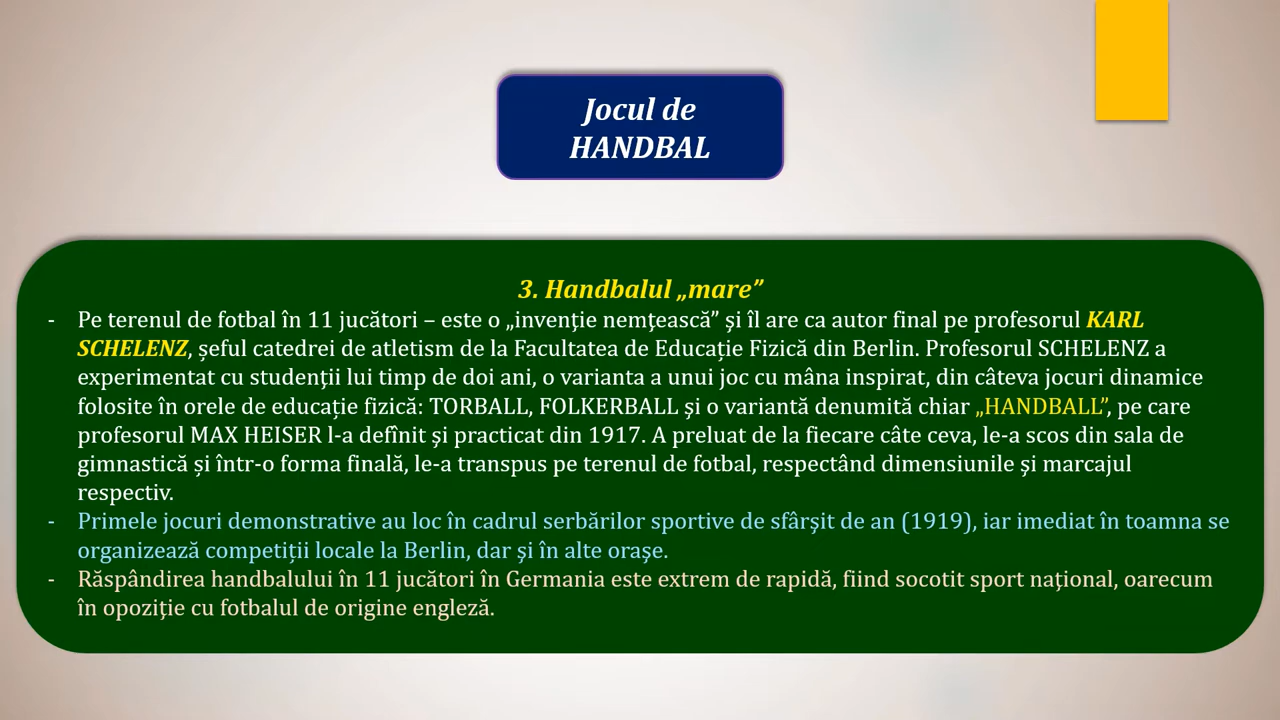 Jocul de
HANDBAL
3. Handbalul „mare”
- Pe terenul de fotbal în 11 jucători – este o „invenție nemțească” și îl are ca autor final pe profesorul KARL
SCHELENZ, șeful catedrei de atletism de la Facultatea de Educație Fizică din Berlin. Profesorul SCHELENZ a
experimentat cu studenții lui timp de doi ani, o varianta a unui joc cu mâna inspirat, din câteva jocuri dinamice
folosite în orele de educație fizică: TORBALL, FOLKERBALL și o variantă denumită chiar „HANDBALL”, pe care
profesorul MAX HEISER l-a defînit și practicat din 1917. A preluat de la fiecare câte ceva, le-a scos din sala de
gimnastică și într-o forma finală, le-a transpus pe terenul de fotbal, respectând dimensiunile și marcajul
respectiv.
- Primele jocuri demonstrative au loc în cadrul serbărilor sportive de sfârșit de an (1919), iar imediat în toamna se
organizează competiții locale la Berlin, dar și în alte orașe.
- Răspândirea handbalului în 11 jucători în Germania este extrem de rapidă, fiind socotit sport național, oarecum
în opoziție cu fotbalul de origine engleză.